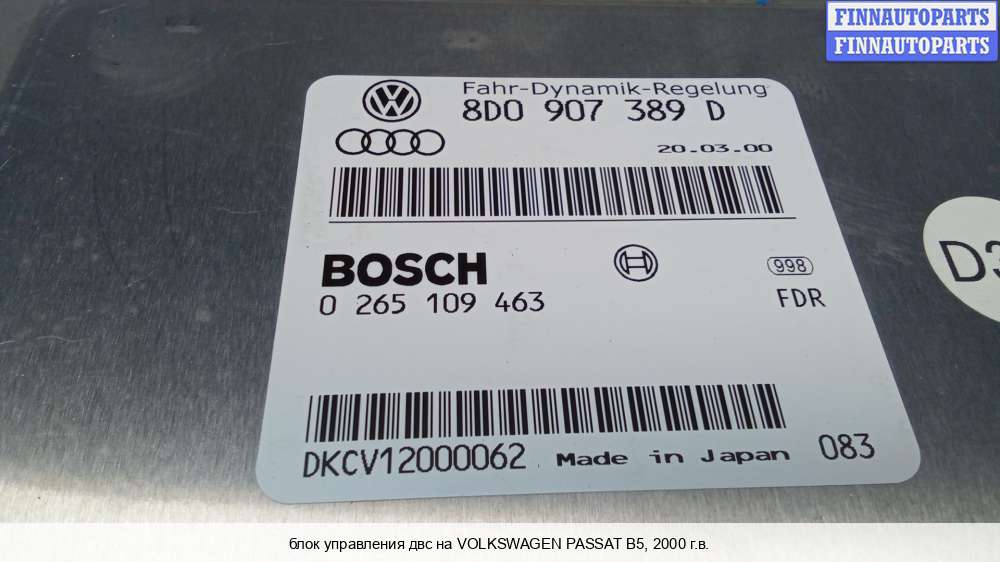 FINNAUTOPARTS
FINNAUTOPARTS
Fahr-Dynamik-Regelung
8D0 907 389 D
20.03.00
BOSCH
998
0 265 109 463
FDR
DKCV12000062 Made in Japan 083
блок управления двс на VOLKSWAGEN PASSAT B5, 2000 г.в.